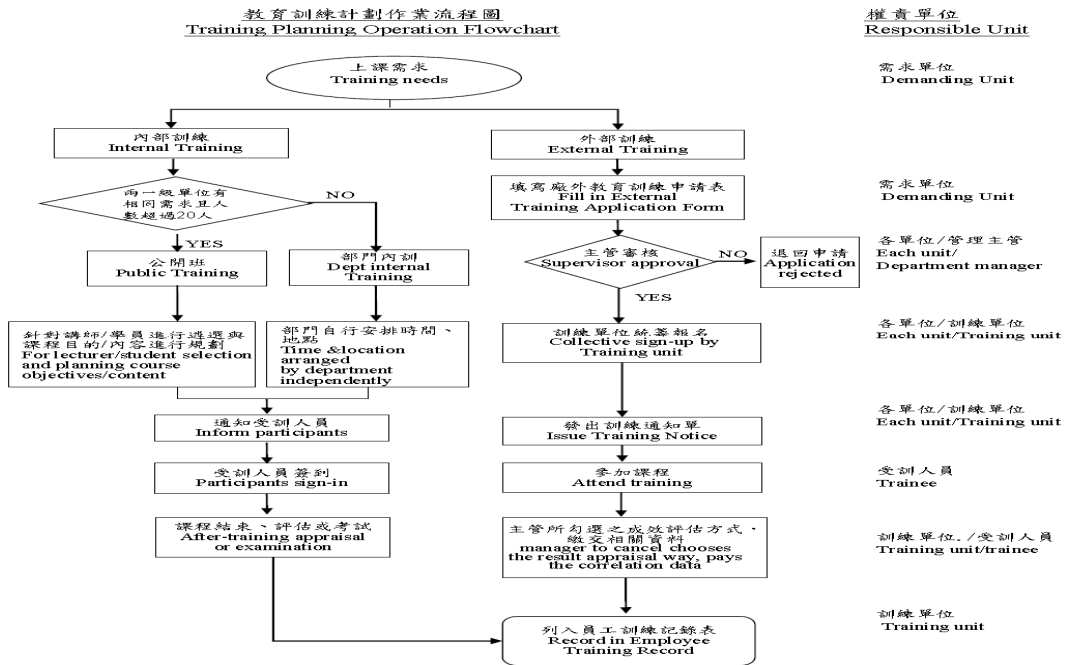 教育訓練計劃作業流程圖
Training Planning Operation Flowchart
權責單位
Responsible Unit
上課需求
Training needs
需求單位
Demanding Unit
內部訓練
Internal Training
外部訓練
External Training
兩一級單位有
相同需求且人
數超過20人
NO
YES
填寫廠外教育訓練申請表
Fill in External
Training Application Form
需求單位
Demanding Unit
公開班
Public Training
部門內訓
Dept internal
Training
主管審核
Supervisor approval
NO
YES
退回申請
Application
rejected
各單位/管理主管
Each unit/
Department manager
針對講師/學員進行遴選與
課程目的/內容進行規劃
For lecturer/student selection
and planning course
objectives/content
部門自行安排時間、
地點
Time &location
arranged
by department
independently
訓練單位統籌報名
Collective sign-up by
Training unit
各單位/訓練單位
Each unit/Training unit
通知受訓人員
Inform participants
發出訓練通知單
Issue Training Notice
各單位/訓練單位
Each unit/Training unit
受訓人員簽到
Participants sign-in
參加課程
Attend training
受訓人員
Trainee
課程結束、評估或考試
After-training appraisal
or examination
主管所勾選之成效評估方式、
繳交相關資料
manager to cancel chooses
the result appraisal way, pays
the correlation data
訓練單位./受訓人員
Training unit/trainee
列入員工訓練記錄表
Record in Employee
Training Record
訓練單位
Training unit